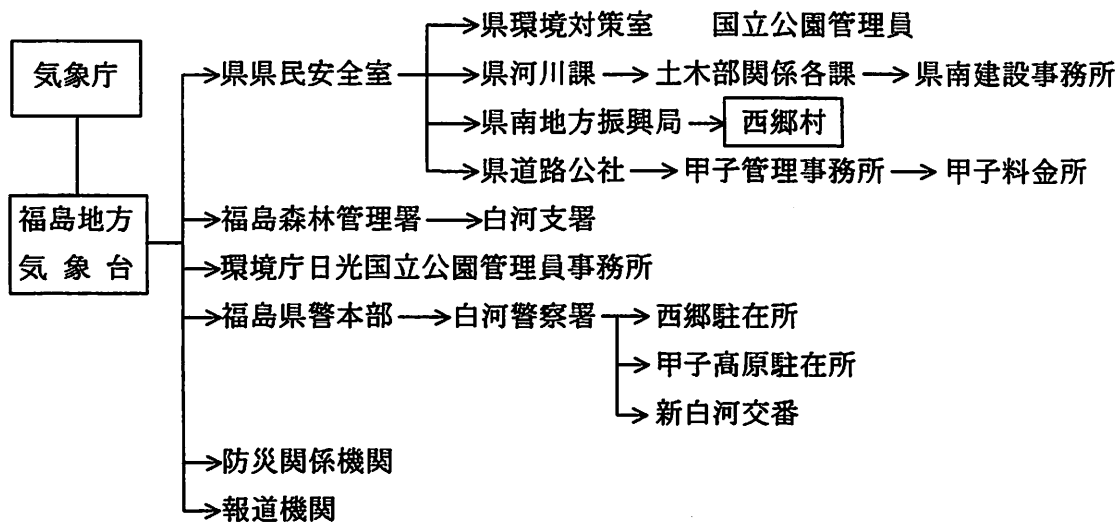 県環境対策室 国立公園管理員
気象庁
県県民安全室
県河川課
土木部関係各課
県南建設事務所
県南地方振興局
西郷村
県道路公社
甲子管理事務所
甲子料金所
福島地方
気象台
福島森林管理署
白河支署
環境庁日光国立公園管理員事務所
福島県警本部
白河警察署
西郷駐在所
甲子高原駐在所
新白河交番
防災関係機関
報道機関